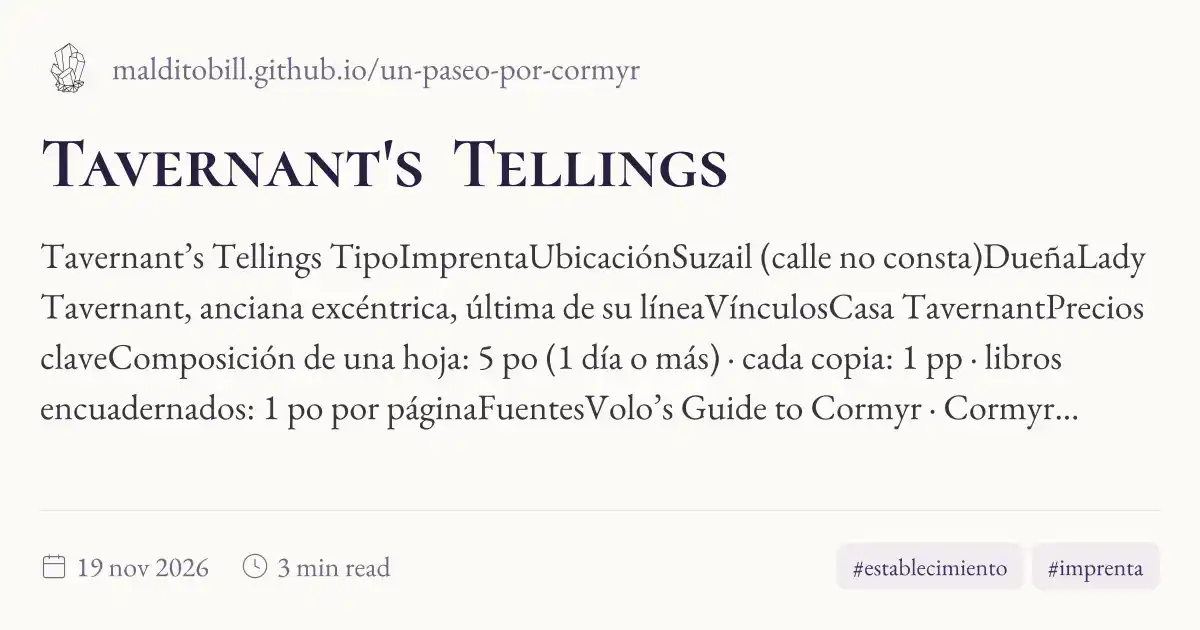 malditobill.github.io/un-paseo-por-cormyr
Tavernant's Tellings
Tavernant’s Tellings TipoImprentaUbicaciónSuzail (calle no consta)DueñaLady
Tavernant, anciana excéntrica, última de su líneaVínculosCasa TavernantPrecios
claveComposición de una hoja: 5 po (1 día o más) · cada copia: 1 pp · libros
encuadernados: 1 po por páginaFuentesVolo’s Guide to Cormyr · Cormyr...
19 nov 2026 3 min read #establecimiento #imprenta